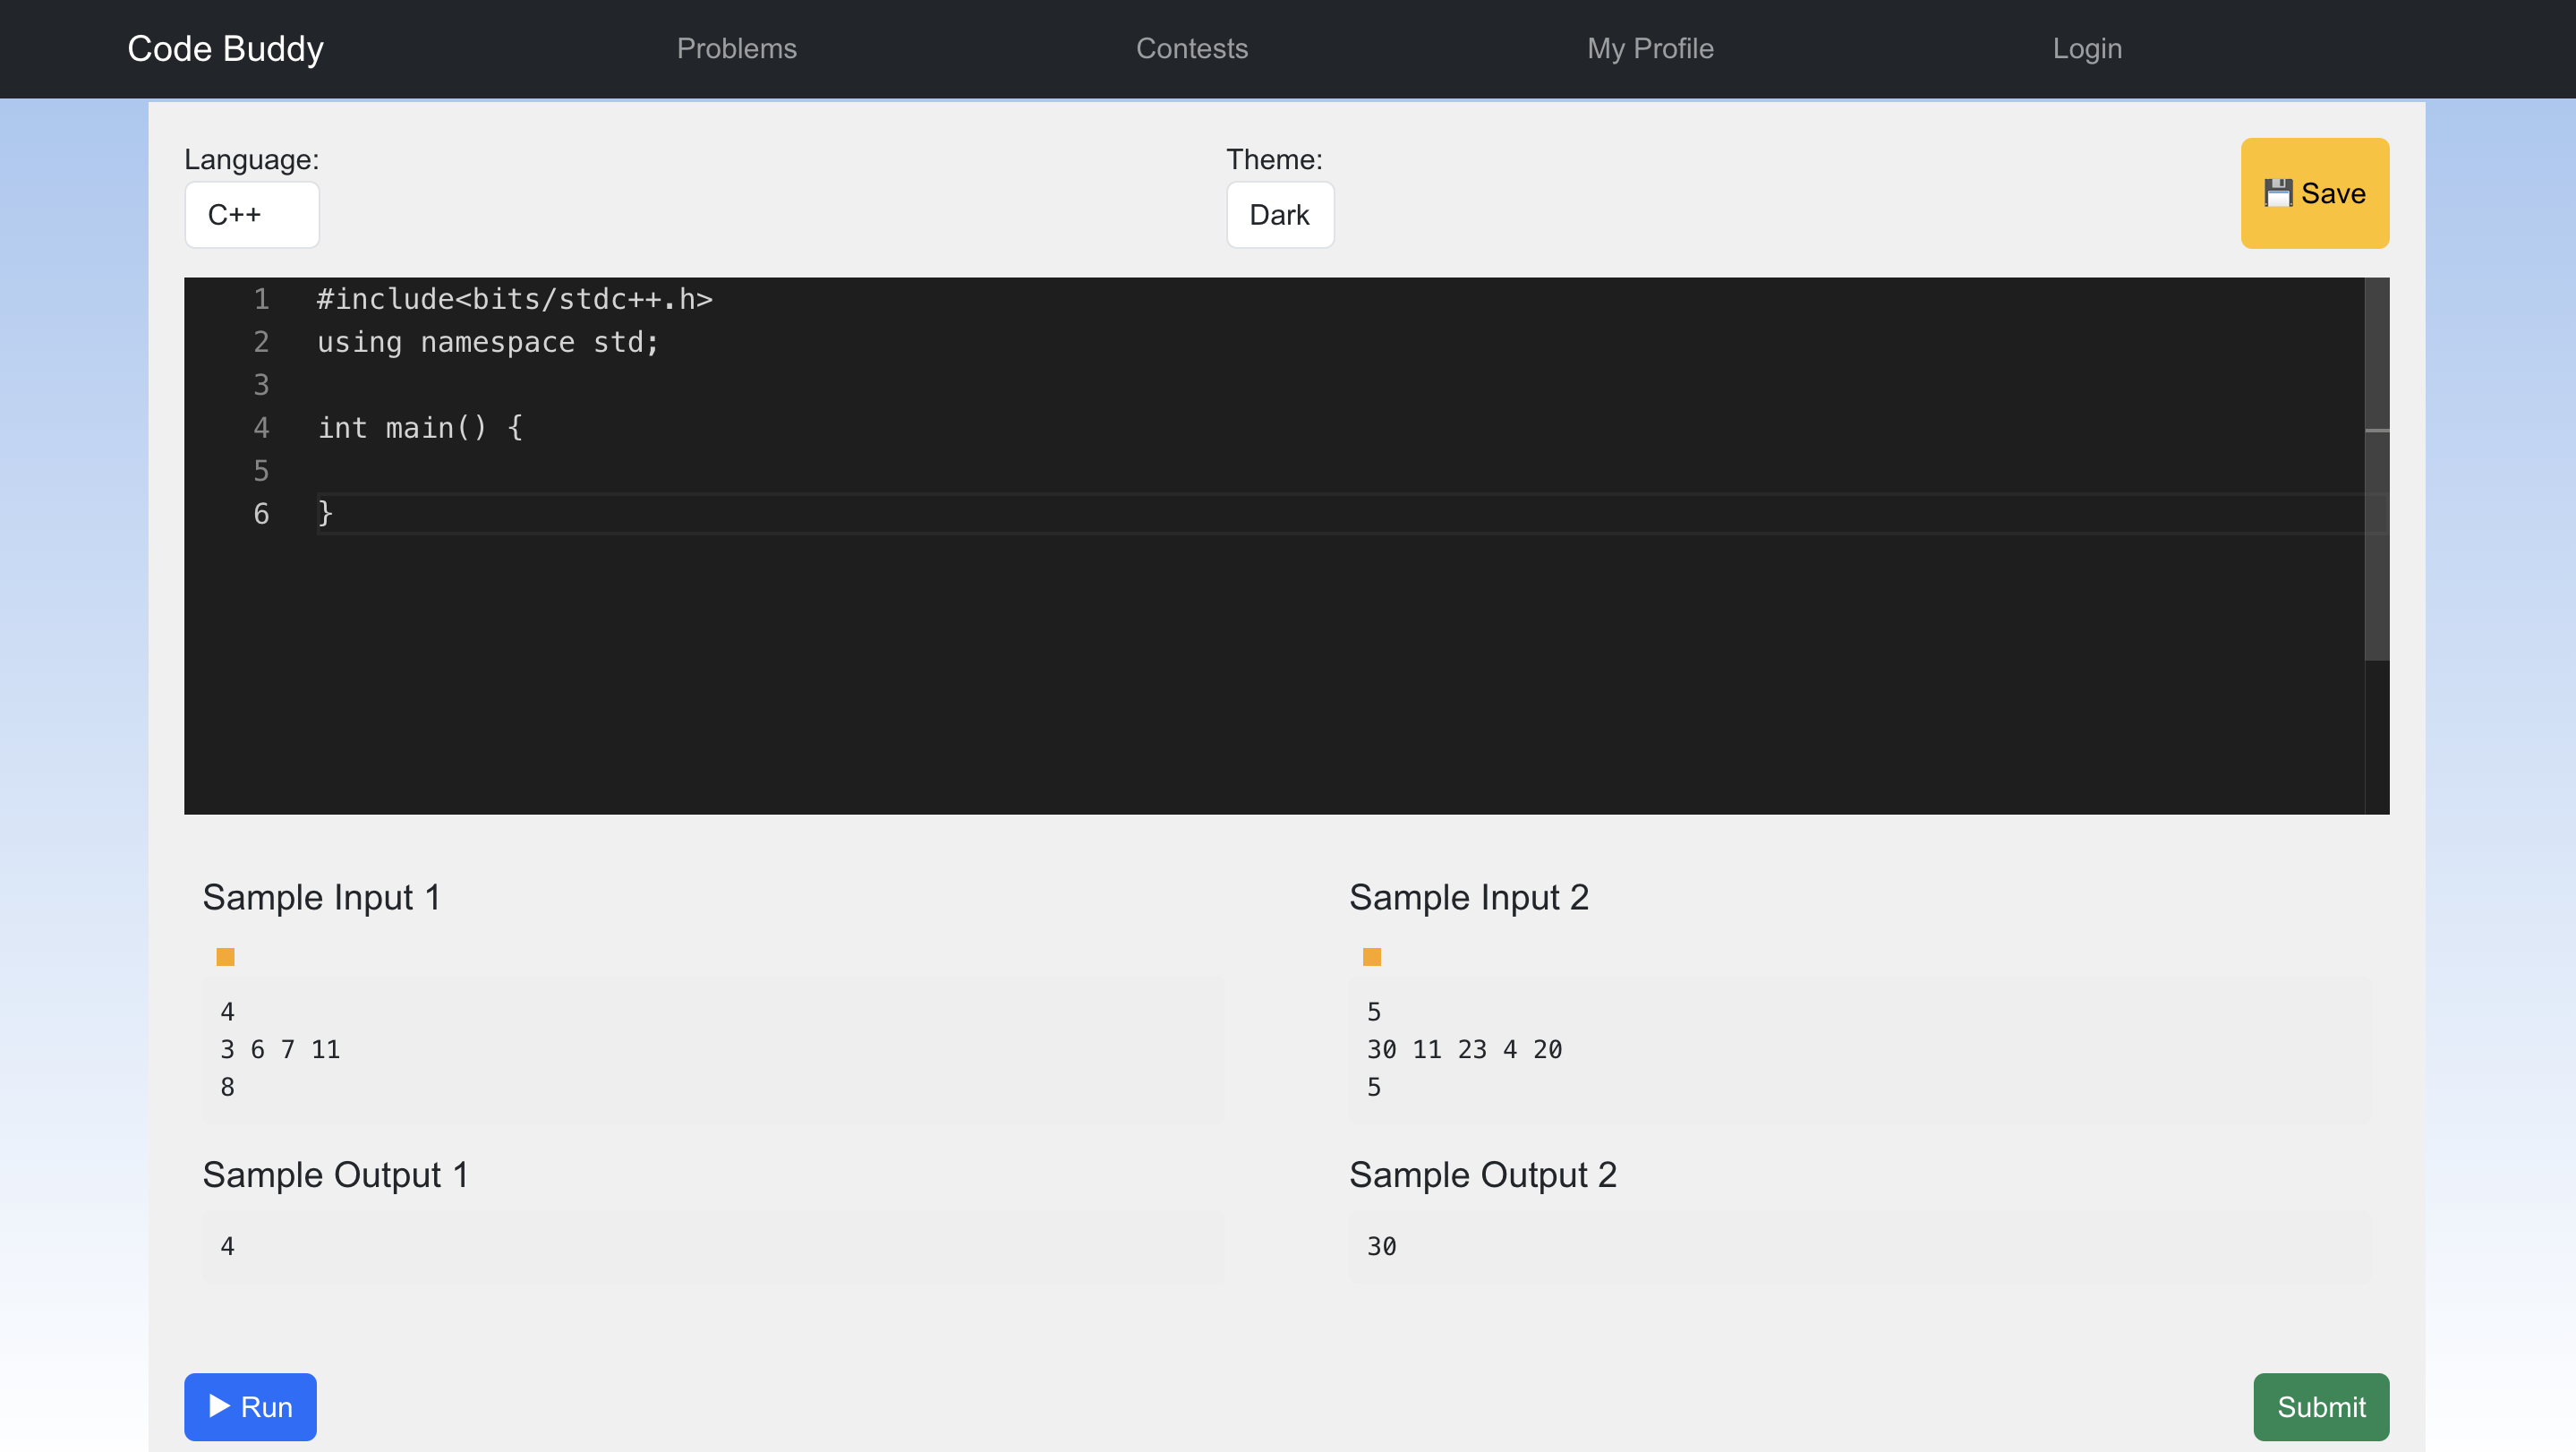 Code Buddy Problems Contests My Profile Login
Language:
C++
Theme:
Dark
💾 Save
1 #include<bits/stdc++.h>
2 using namespace std;
3
4 int main() {
5
6 }
Sample Input 1
4
3 6 7 11
8
Sample Output 1
4
Sample Input 2
5
30 11 23 4 20
5
Sample Output 2
30
▶ Run
Submit